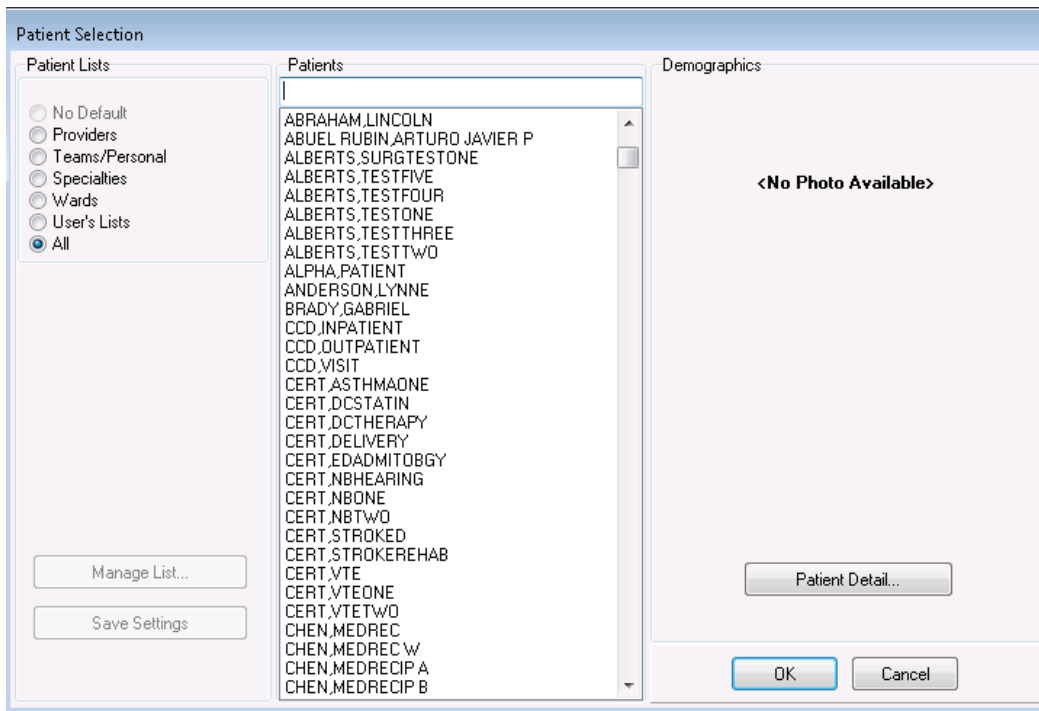 Patient Selection
Patient Lists
No Default
Providers
Teams/Personal
Specialties
Wards
User's Lists
All
Manage List...
Save Settings
Patients
ABRAHAM,LINCOLN
ABUEL RUBIN,ARTURO JAVIER P
ALBERTS,SURGTESTONE
ALBERTS,TESTFIVE
ALBERTS,TESTFOUR
ALBERTS,TESTONE
ALBERTS,TESTTHREE
ALBERTS,TESTTWO
ALPHA,PATIENT
ANDERSON,LYNNE
BRADY,GABRIEL
CCD,INPATIENT
CCD,OUTPATIENT
CCD,VISIT
CERT,ASTHMAONE
CERT,DCSTATIN
CERT,DCTHERAPY
CERT,DELIVERY
CERT,EDADMITOBGY
CERT,NBHEARING
CERT,NBONE
CERT,NBTWO
CERT,STROKED
CERT,STROKEREHAB
CERT,VTE
CERT,VTEONE
CERT,VTETWO
CHEN,MEDREC
CHEN,MEDREC W
CHEN,MEDRECIP A
CHEN,MEDRECIP B
Demographics
<No Photo Available>
Patient Detail...
OK
Cancel